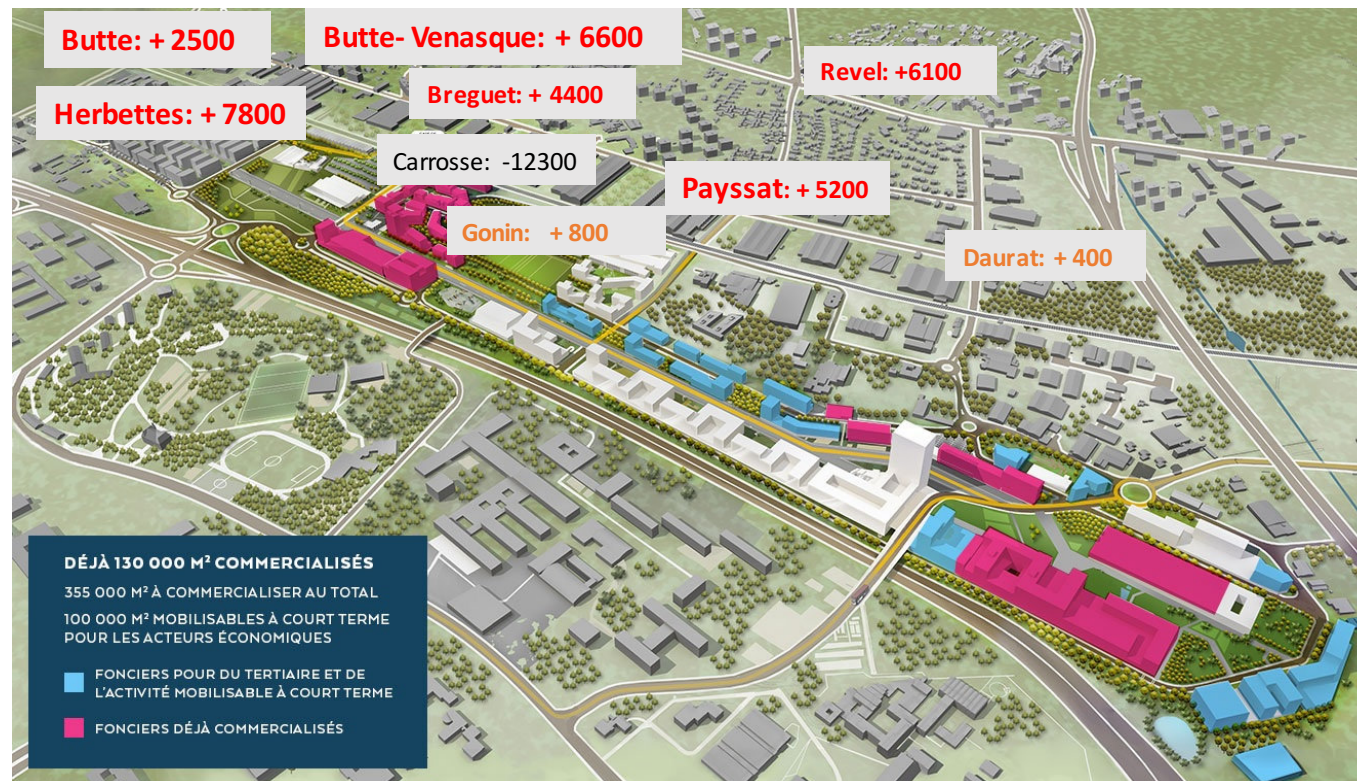 Butte: + 2500
Butte- Venasque: + 6600
Revel: +6100
Breguet: + 4400
Herbettes: + 7800
Carrosse: -12300
Payssat: + 5200
Gonin: + 800
Daurat: + 400
DÉJÀ 130 000 M² COMMERCIALISÉS
355 000 M² À COMMERCIALISER AU TOTAL
100 000 M² MOBILISABLES À COURT TERME
POUR LES ACTEURS ÉCONOMIQUES
FONCIERS POUR DU TERTIAIRE ET DE
L'ACTIVITÉ MOBILISABLE À COURT TERME
FONCIERS DÉJÀ COMMERCIALISÉS